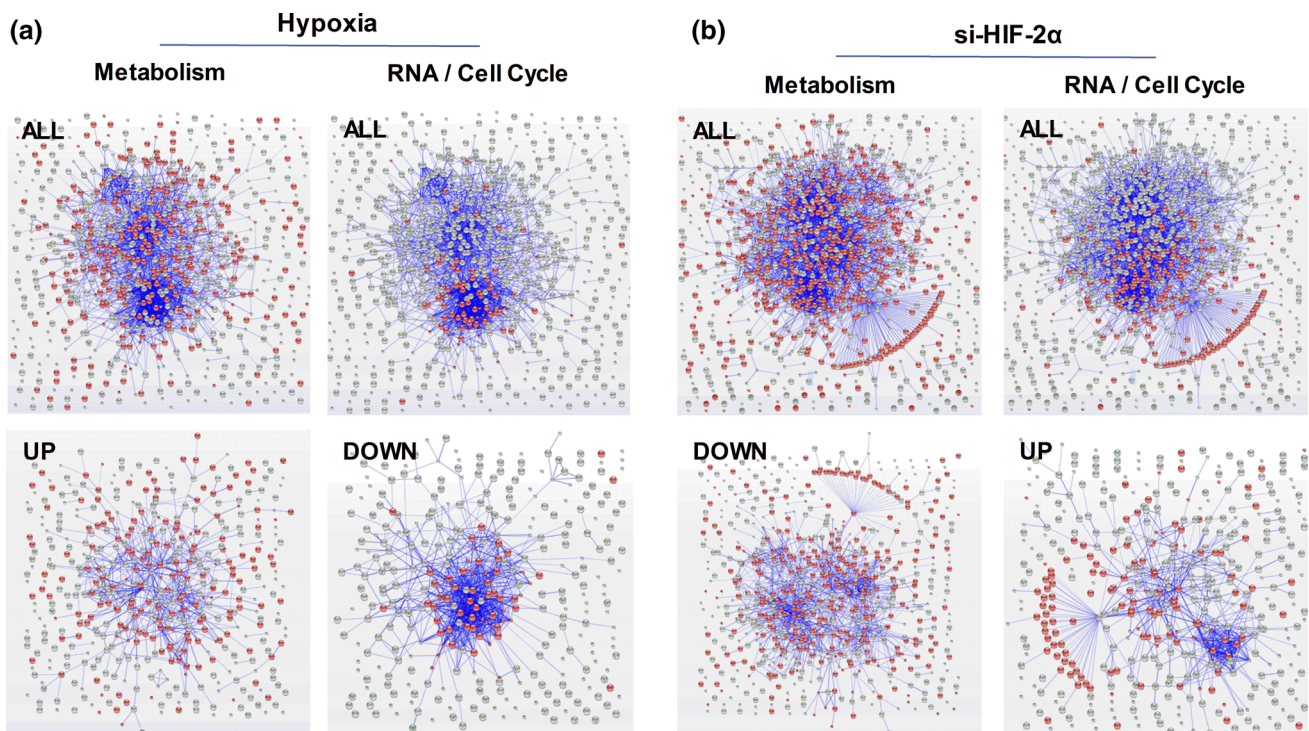 (a)
Hypoxia
Metabolism
RNA / Cell Cycle
ALL
ALL
UP
DOWN
(b)
si-HIF-2α
Metabolism
RNA / Cell Cycle
ALL
ALL
DOWN
UP